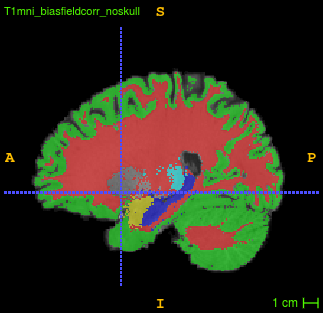 T1mni_biasfieldcorr_noskull
S
A
P
I
1 cm